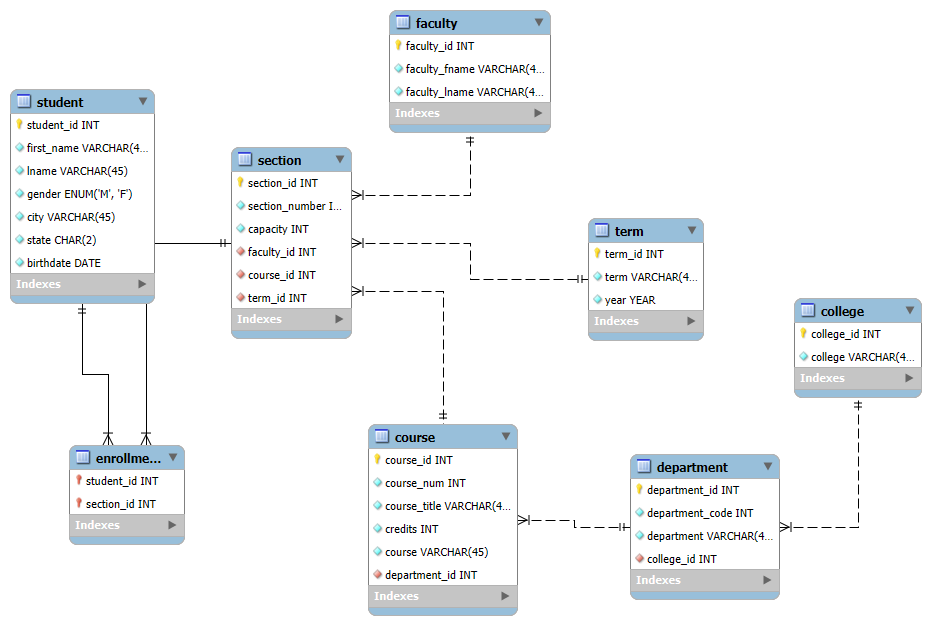 faculty
faculty_id INT
faculty_fname VARCHAR(4...
faculty_lname VARCHAR(4...
Indexes
student
student_id INT
first_name VARCHAR(4...
lname VARCHAR(45)
gender ENUM('M', 'F')
city VARCHAR(45)
state CHAR(2)
birthdate DATE
Indexes
section
section_id INT
section_number I...
capacity INT
faculty_id INT
course_id INT
term_id INT
Indexes
term
term_id INT
term VARCHAR(4...
year YEAR
Indexes
college
college_id INT
college VARCHAR(4...
Indexes
enrollme...
student_id INT
section_id INT
Indexes
course
course_id INT
course_num INT
course_title VARCHAR(4...
credits INT
course VARCHAR(45)
department_id INT
Indexes
department
department_id INT
department_code INT
department VARCHAR(4...
college_id INT
Indexes